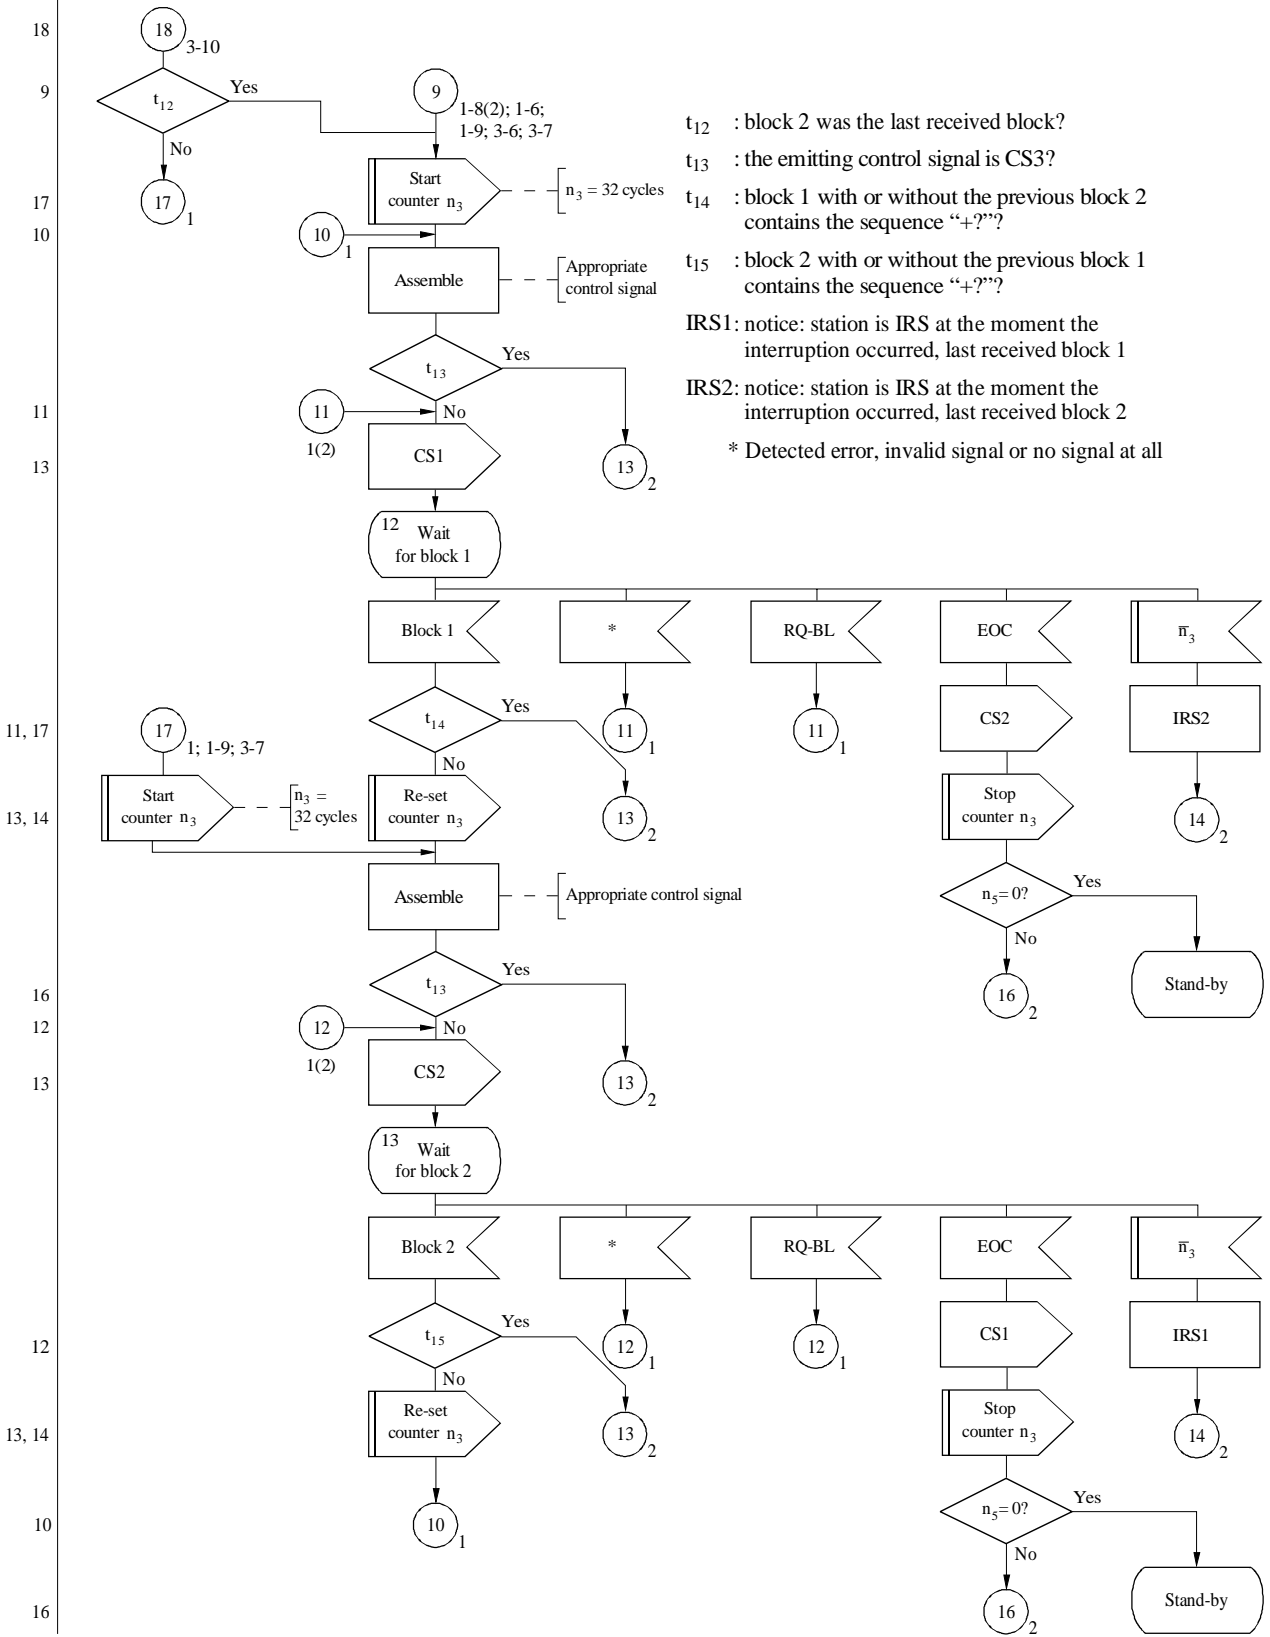 18
18
3-10
9
t12
Yes
9
1-8(2); 1-6;
1-9; 3-6; 3-7
No
17
17
1
Start
counter n3
n3 = 32 cycles
t12 : block 2 was the last received block?
t13 : the emitting control signal is CS3?
t14 : block 1 with or without the previous block 2
contains the sequence “+?”?
t15 : block 2 with or without the previous block 1
contains the sequence “+?”?
IRS1: notice: station is IRS at the moment the
interruption occurred, last received block 1
IRS2: notice: station is IRS at the moment the
interruption occurred, last received block 2
* Detected error, invalid signal or no signal at all
10
10
1
Assemble
Appropriate
control signal
t13
Yes
11
11
1(2)
No
13
CS1
13
2
12 Wait
for block 1
Block 1
*
RQ-BL
EOC
n̅3
t14
Yes
11
1
11
1
CS2
IRS2
11, 17
17
1; 1-9; 3-7
No
13, 14
Start
counter n3
n3 =
32 cycles
Re-set
counter n3
13
2
Stop
counter n3
14
2
Assemble
Appropriate control signal
n5= 0?
Yes
No
16
t13
Yes
16
2
Stand-by
12
12
1(2)
No
13
CS2
13
2
13 Wait
for block 2
Block 2
*
RQ-BL
EOC
n̅3
12
t15
Yes
12
1
12
1
CS1
IRS1
No
13, 14
Re-set
counter n3
13
2
Stop
counter n3
14
2
10
10
1
n5= 0?
Yes
No
16
16
2
Stand-by